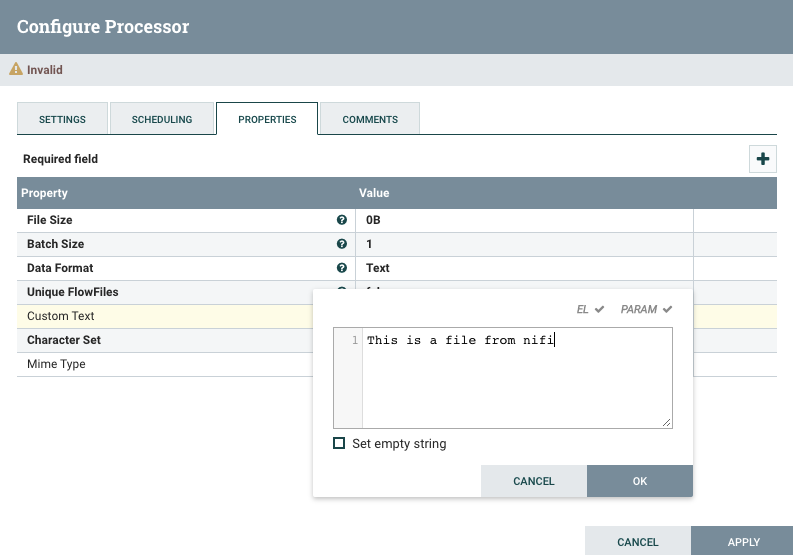 Configure Processor
Invalid
SETTINGS SCHEDULING PROPERTIES COMMENTS
Required field
Property Value
File Size 0B
Batch Size 1
Data Format Text
Unique FlowFiles
EL PARAM
Custom Text
1 This is a file from nifi
Character Set
Mime Type
Set empty string
CANCEL OK
CANCEL APPLY